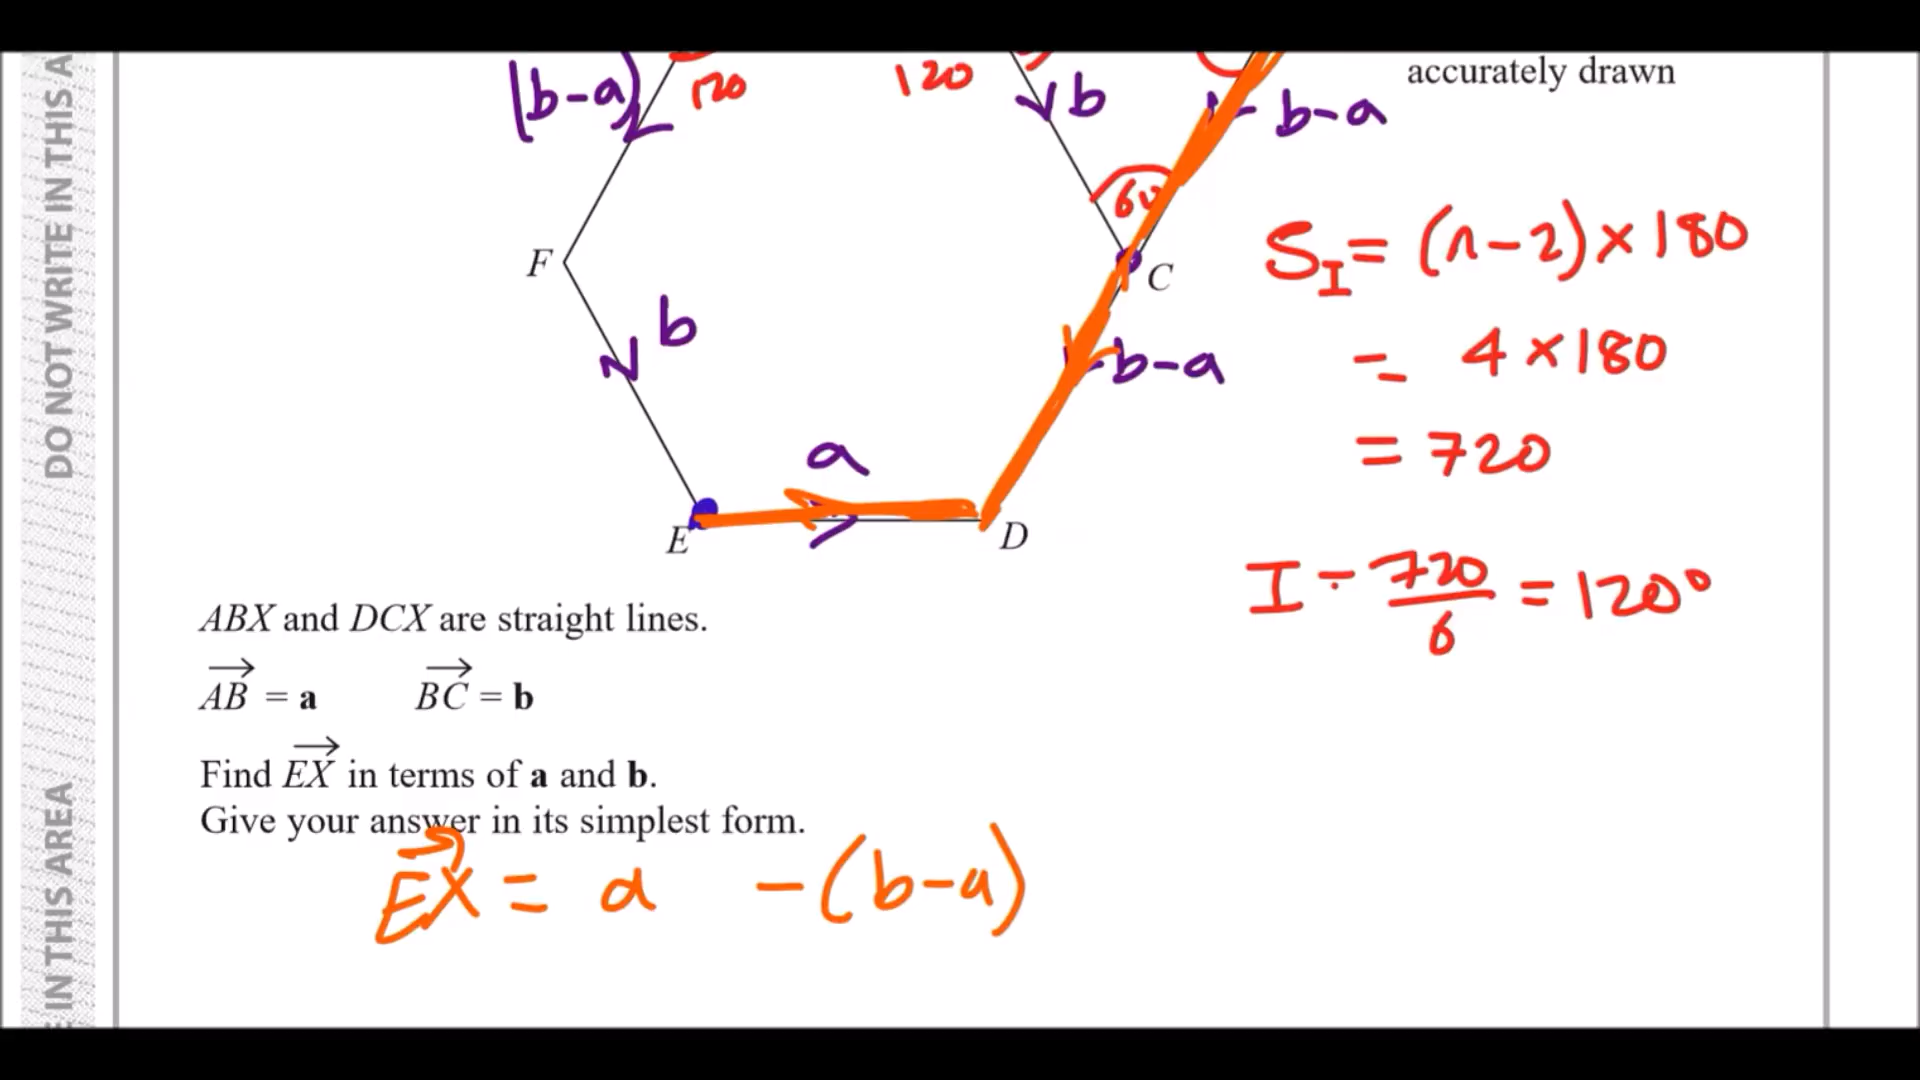 DO NOT WRITE IN THIS A
accurately drawn
(b-a)
120
120
b
b-a
60
F
C
b
b-a
a
E
D
S_I = (n-2)×180
= 4×180
= 720
I = 720/6 = 120°
ABX and DCX are straight lines.
AB = a BC = b
Find EX in terms of a and b.
Give your answer in its simplest form.
EX = a -(b-a)
IN THIS AREA